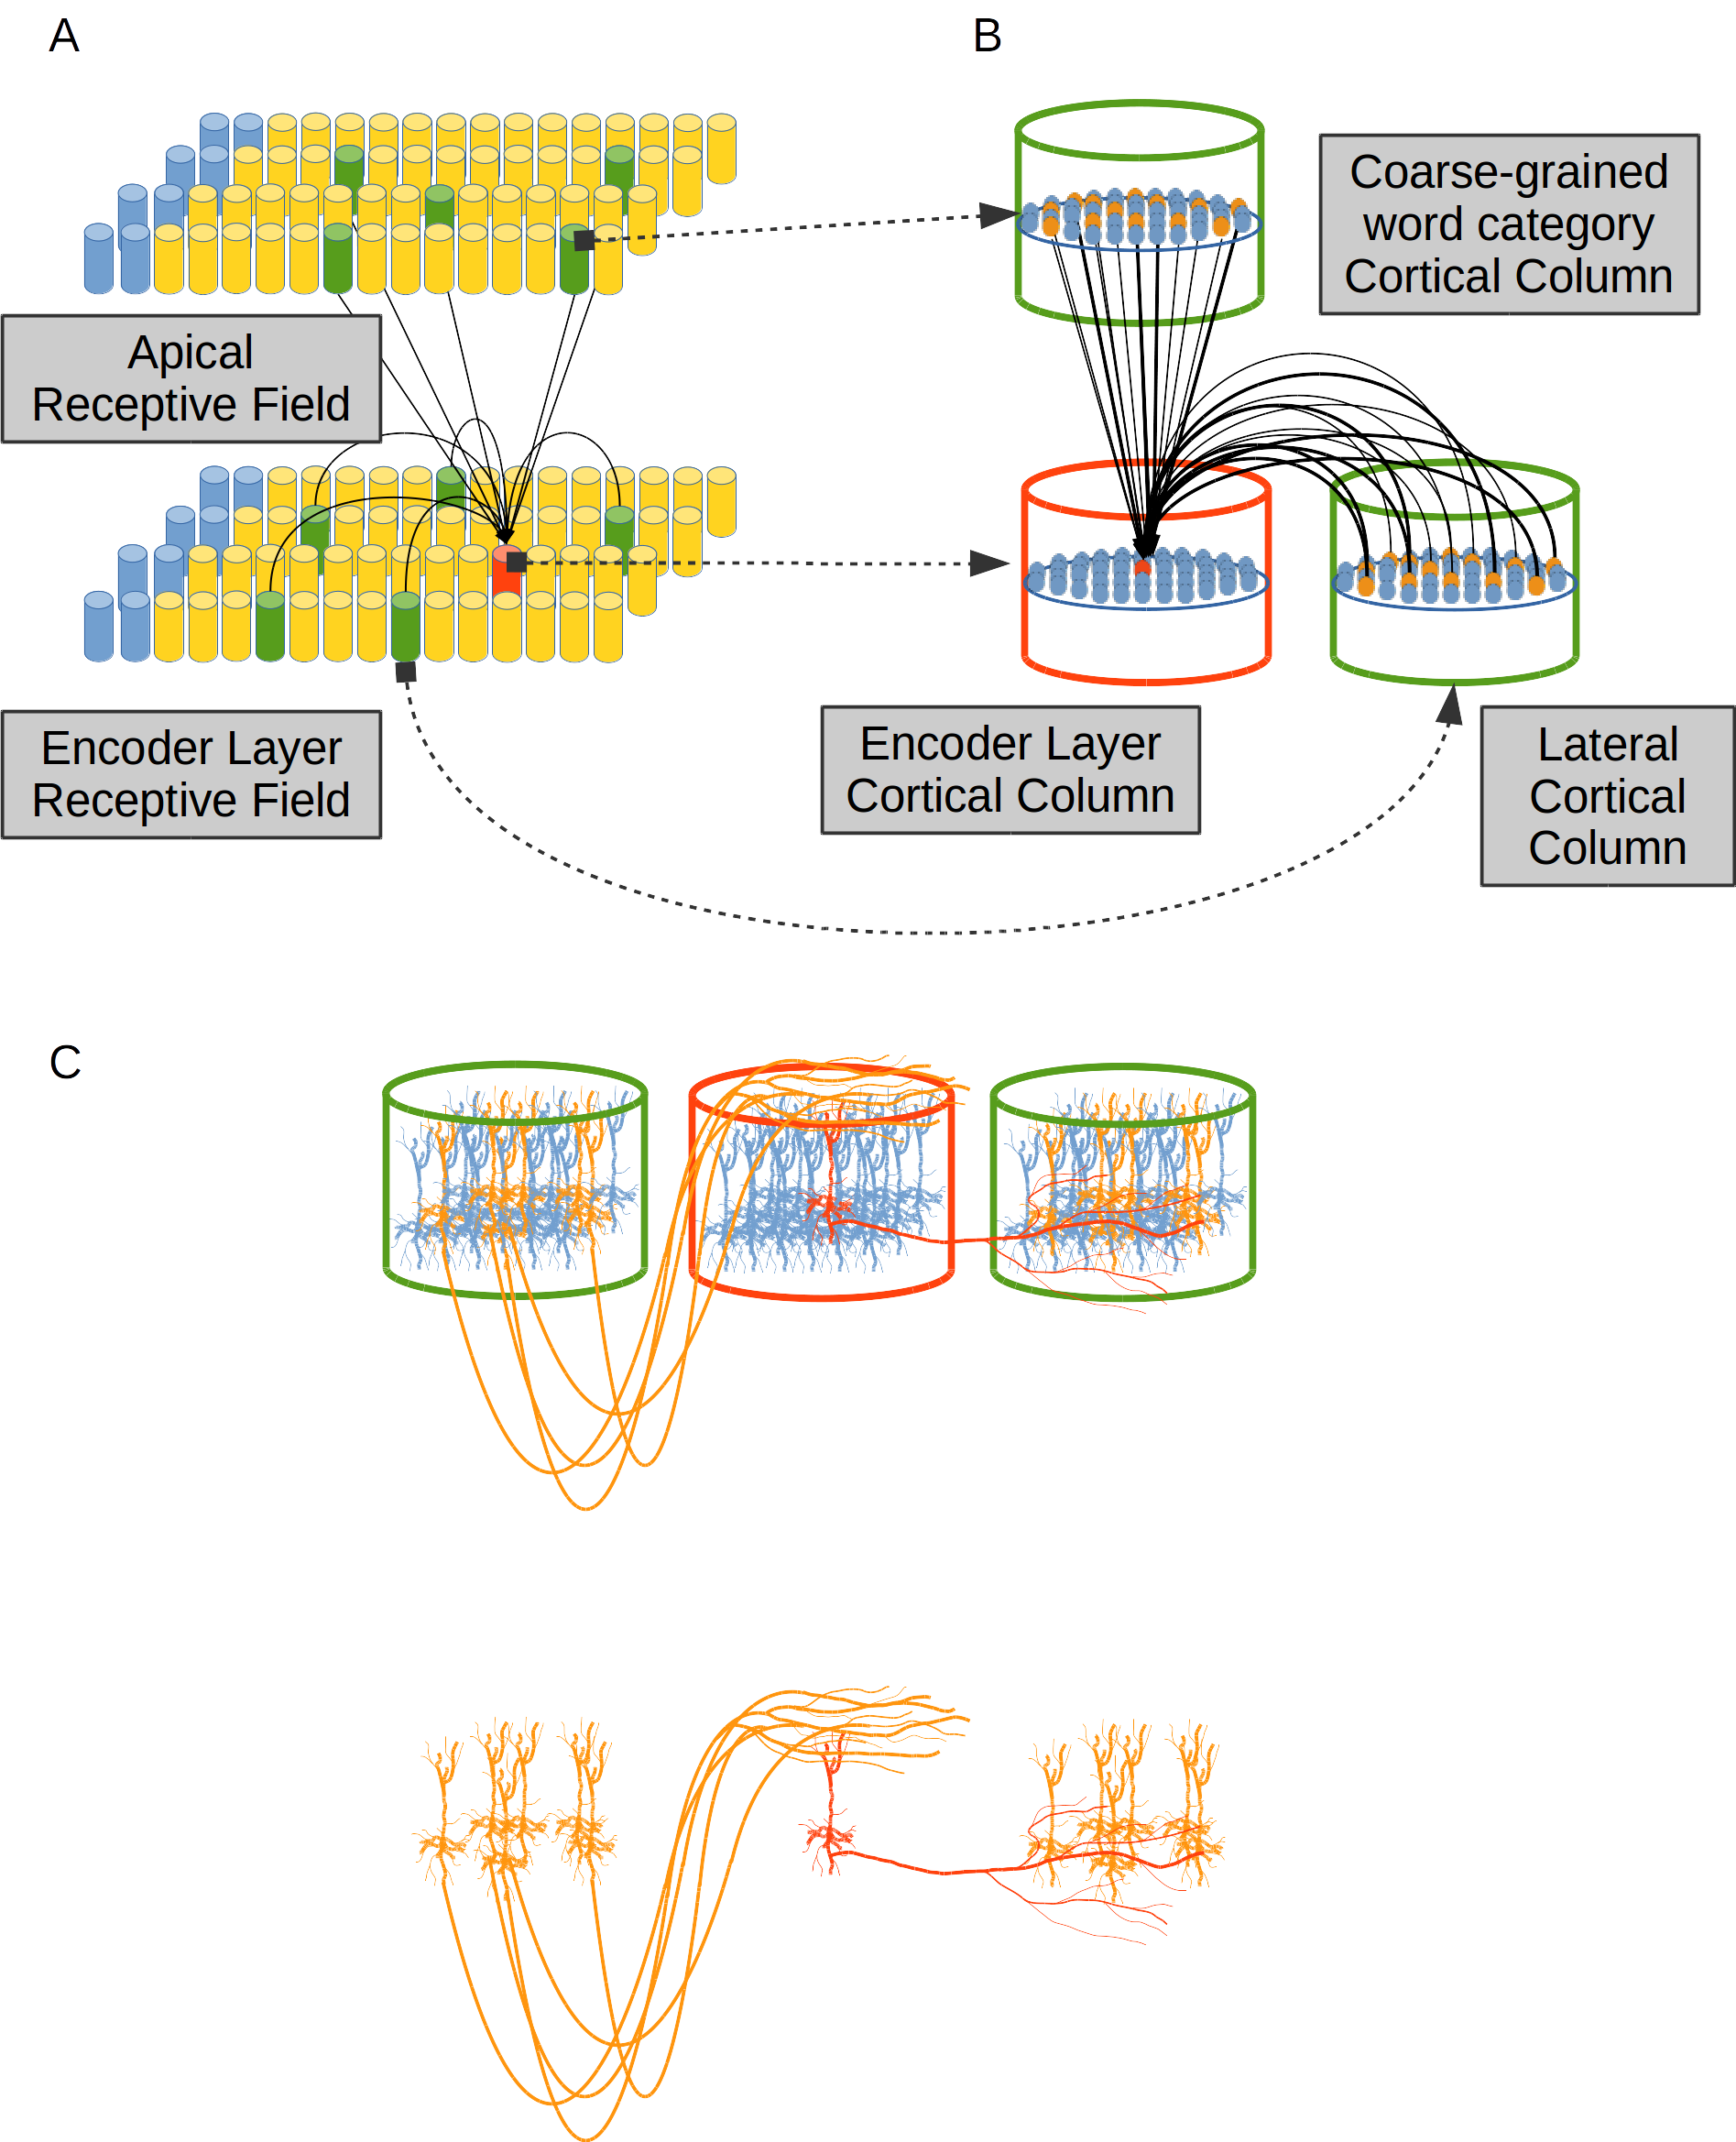 A
B
Coarse-grained
word category
Cortical Column
Apical
Receptive Field
Encoder Layer
Receptive Field
Encoder Layer
Cortical Column
Lateral
Cortical
Column
C